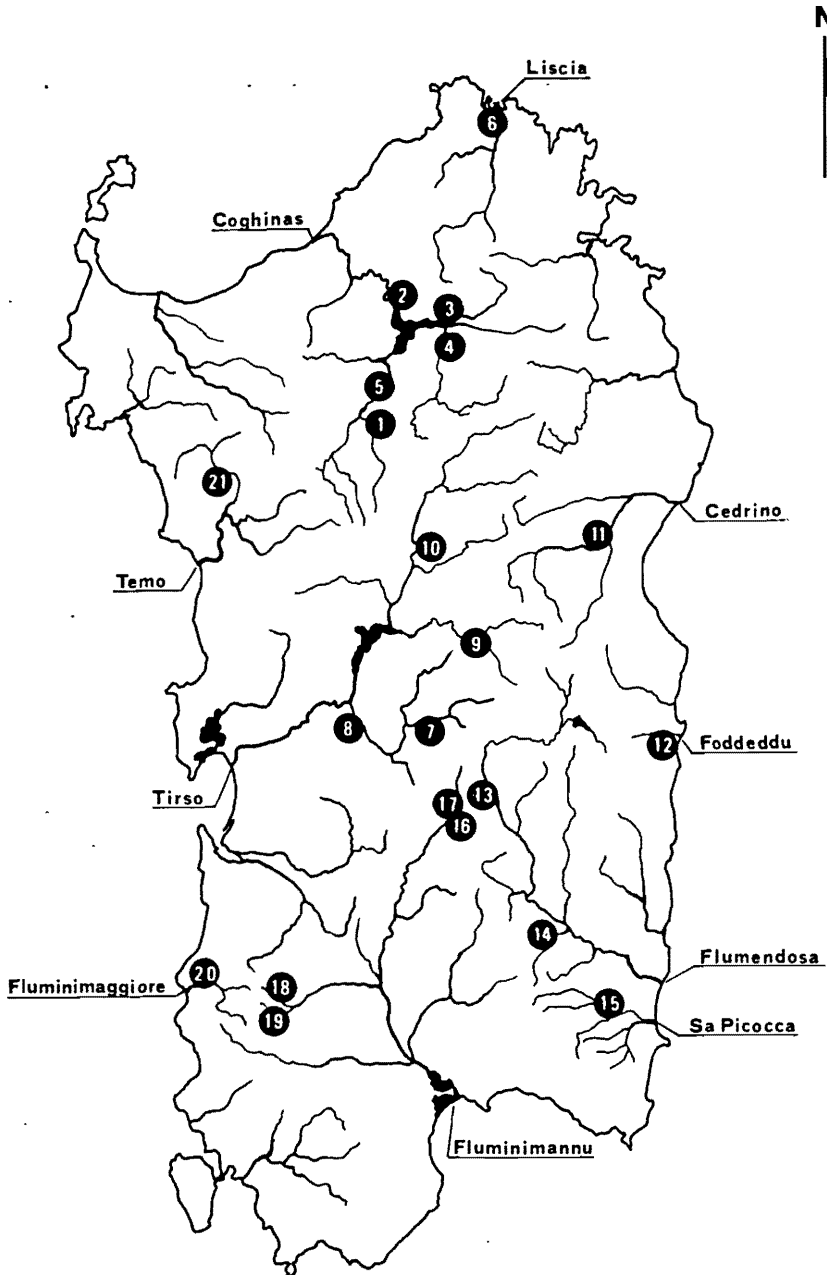 N
Liscia
6
Coghinas
2
3
4
5
1
21
Cedrino
11
10
Temo
9
8
7
12
Foddeddu
Tirso
17
13
16
14
Flumendosa
20
Fluminimaggiore
18
15
19
Sa Picocca
Fluminimannu